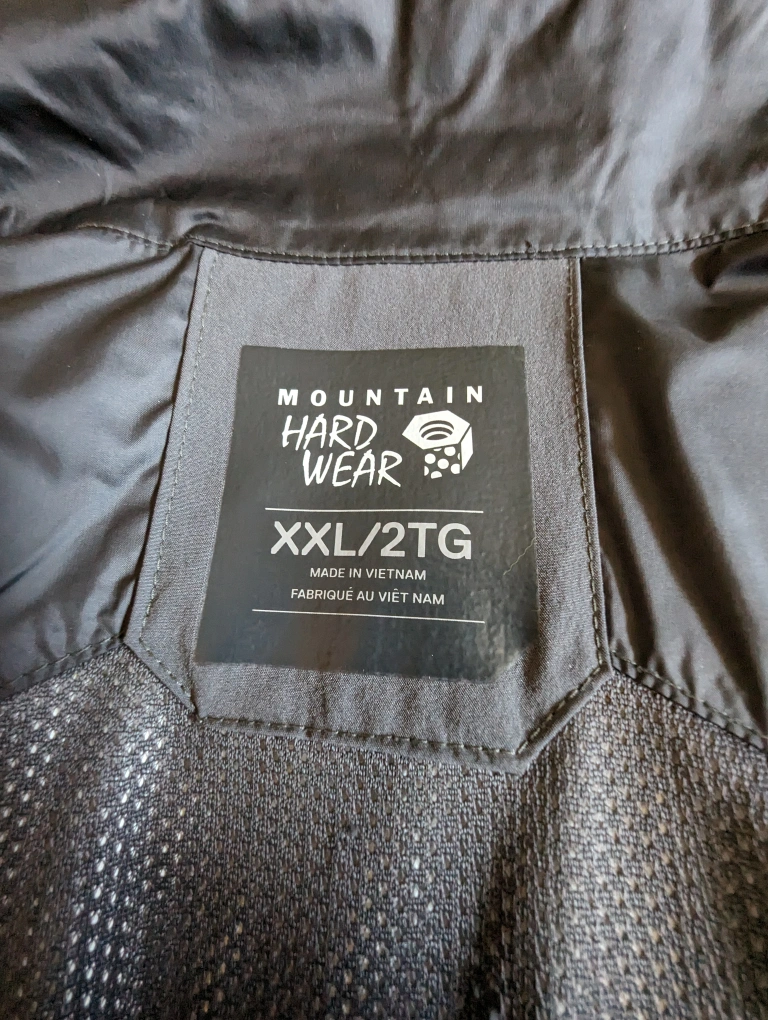 MOUNTAIN
HARD
WEAR
XXL/2TG
MADE IN VIETNAM
FABRIQUÉ AU VIÊT NAM